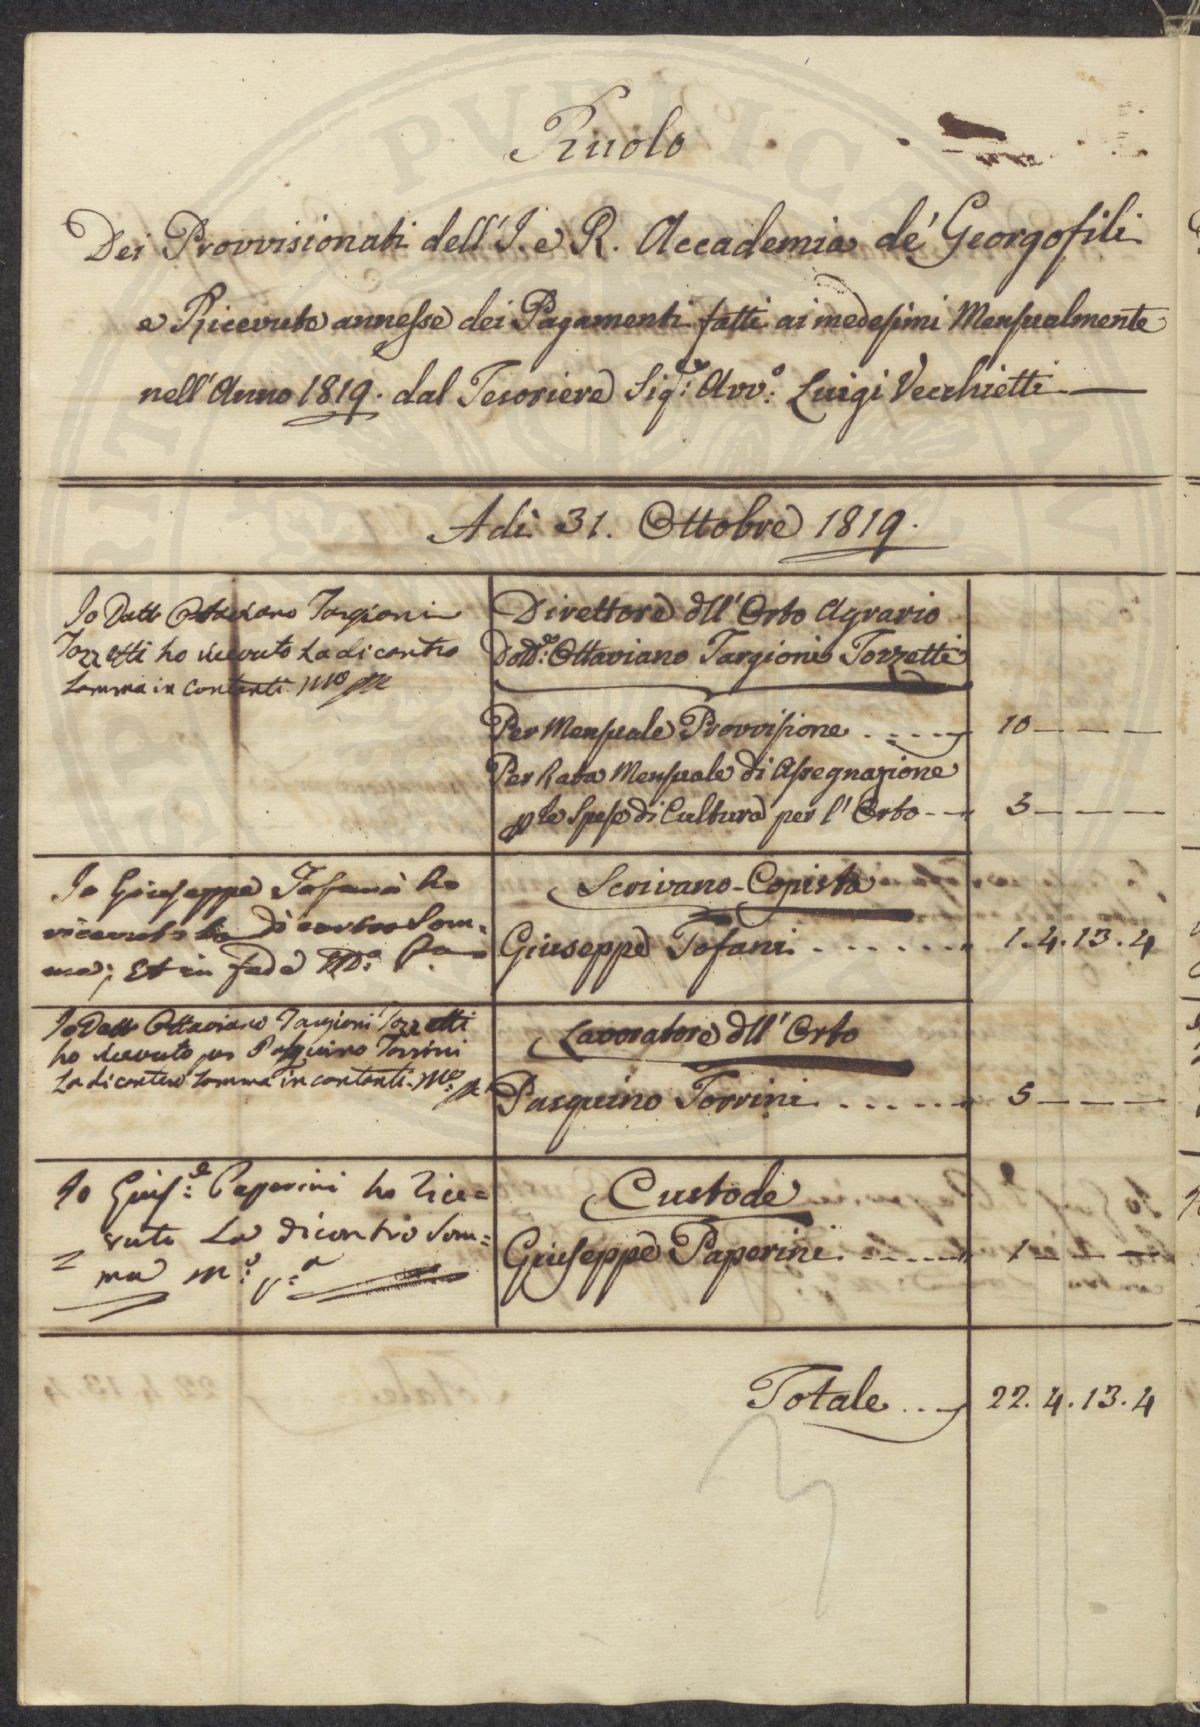 Ruolo
Dei Provvisionati dell'I. e R. Accademia de' Georgofili
e Ricevute annesse dei Pagamenti fatti ai medesimi Mensualmente
nell'Anno 1819. dal Tesoriere Sig.r Avv.o Luigi Vecchietti
Adì 31. Ottobre 1819.
Io Dott Ottaviano Targioni
Tozzetti ho ricevuto La di contro
Somma in Contanti Mo
Direttore dll' Orto Agrario
Dott.e Ottaviano Targioni Tozzetti
Per Mensuale Provvisione 10
Per Rata Mensuale di Assegnazione
p le Spese di Cultura per l' Orto 5
Io Giuseppe Tofani ho
ricevuto la di contro Som=
ma; Et in fede
Scrivano-Copista
Giuseppe Tofani 1.4.13.4
Io Dott Ottaviano Targioni Tozzetti
ho ricevuto per Pasquino Torrini
La di contro Somma in contanti Mo
Lavoratore dll' Orto
Pasquino Torrini 5
Io Gius.e Paperini ho rice=
vuto La dicontro Som=
ma M.o p.a
Custode
Giuseppe Paperini 1
Totale 22.4.13.4